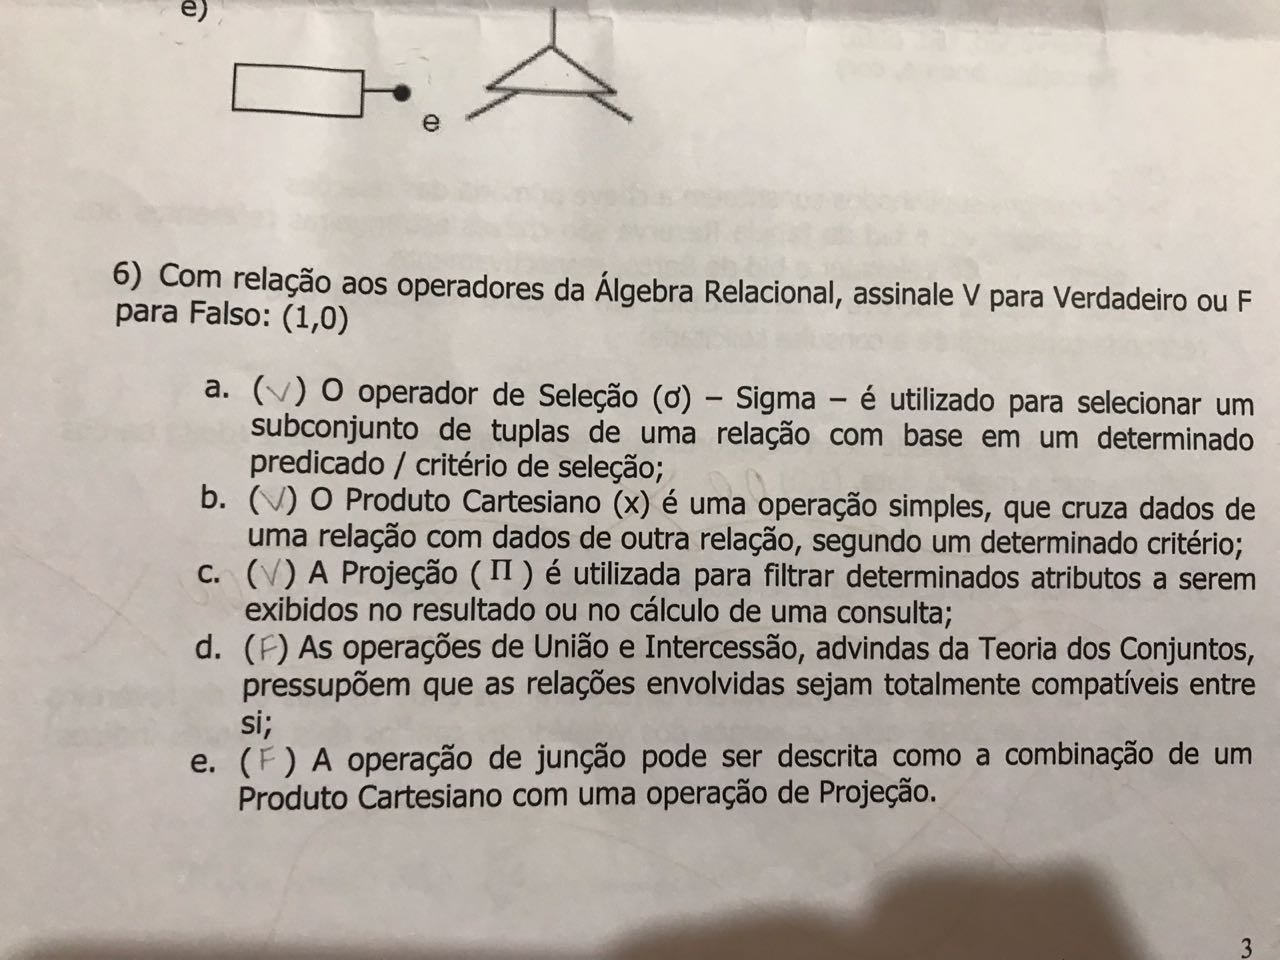 e)
e
6) Com relação aos operadores da Álgebra Relacional, assinale V para Verdadeiro ou F
para Falso: (1,0)
a. (V) O operador de Seleção (σ) – Sigma – é utilizado para selecionar um
subconjunto de tuplas de uma relação com base em um determinado
predicado / critério de seleção;
b. (V) O Produto Cartesiano (x) é uma operação simples, que cruza dados de
uma relação com dados de outra relação, segundo um determinado critério;
c. (V) A Projeção ( Π ) é utilizada para filtrar determinados atributos a serem
exibidos no resultado ou no cálculo de uma consulta;
d. (F) As operações de União e Intercessão, advindas da Teoria dos Conjuntos,
pressupõem que as relações envolvidas sejam totalmente compatíveis entre
si;
e. (F) A operação de junção pode ser descrita como a combinação de um
Produto Cartesiano com uma operação de Projeção.
3